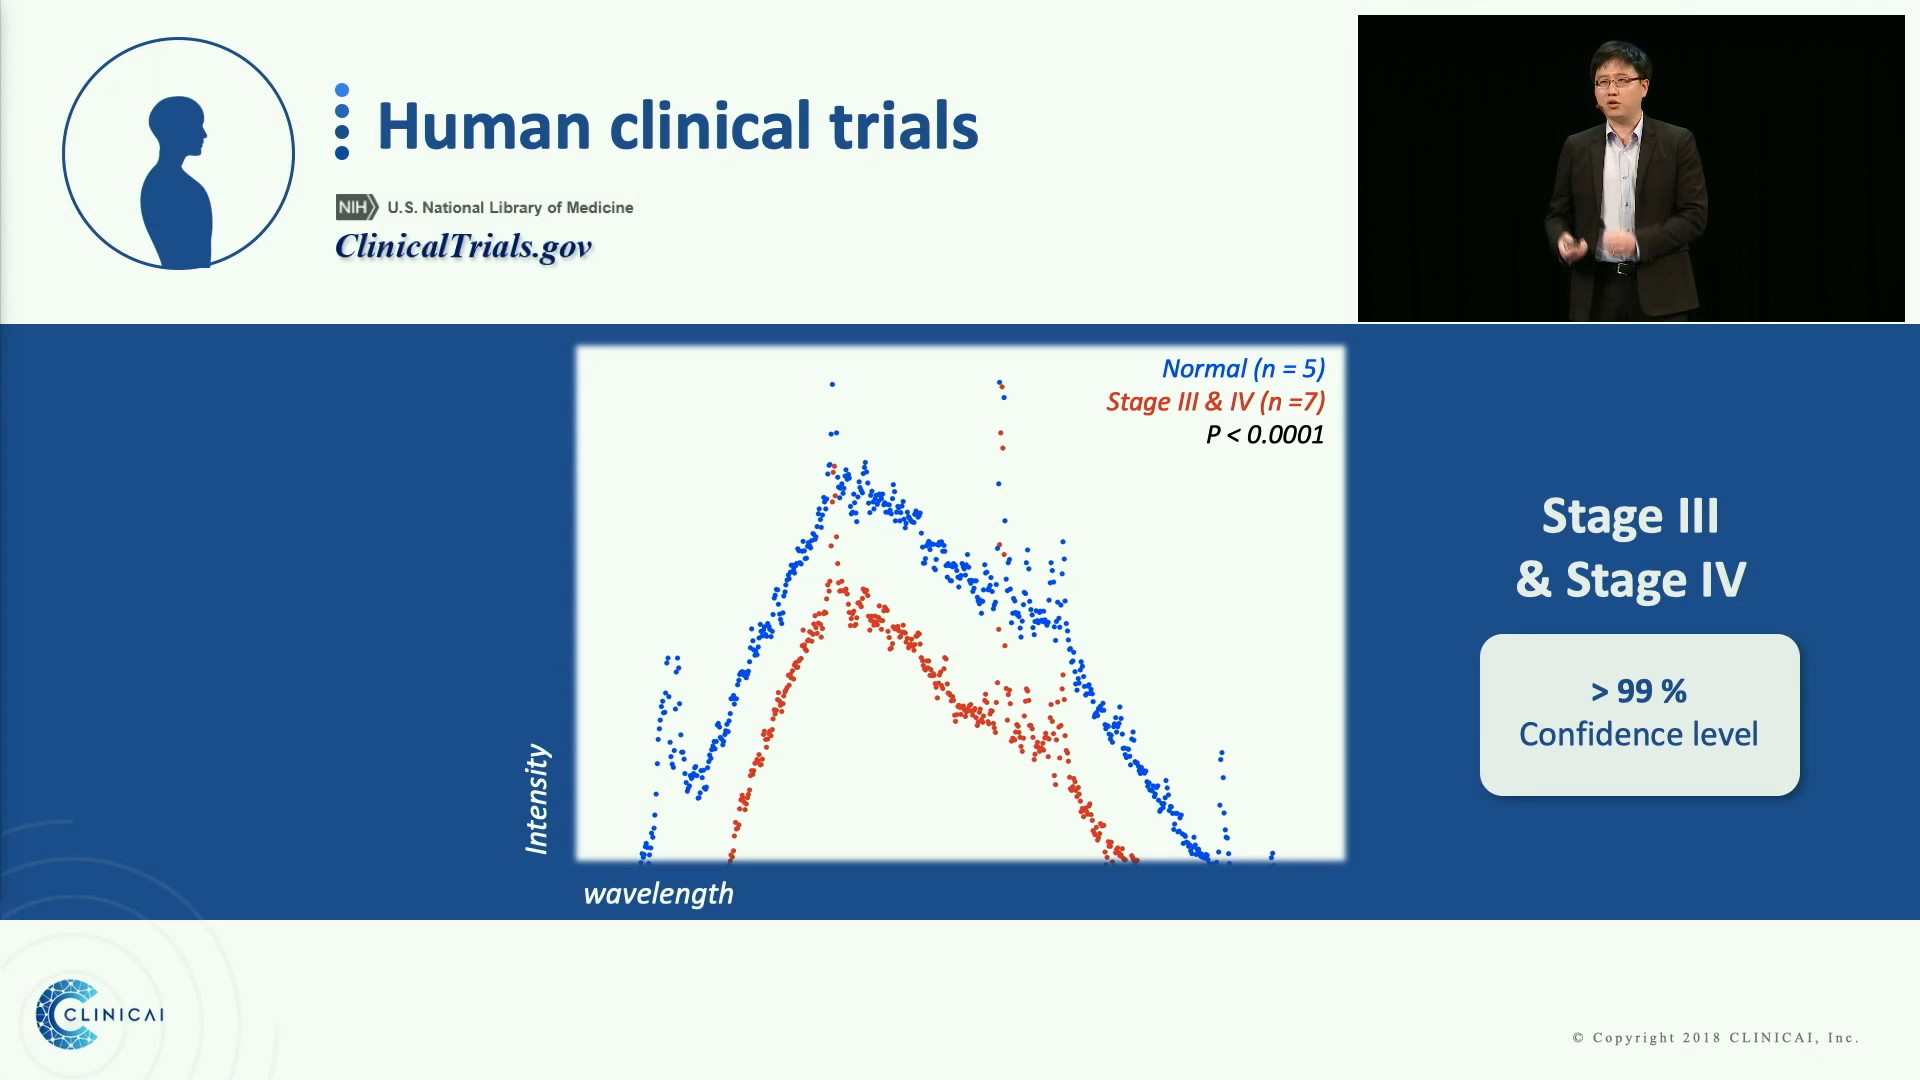 Human clinical trials
NIH U.S. National Library of Medicine
ClinicalTrials.gov
Normal (n = 5)
Stage III & IV (n =7)
P < 0.0001
Intensity
wavelength
Stage III
& Stage IV
> 99 %
Confidence level
CLINICAI
© Copyright 2018 CLINICAI, Inc.